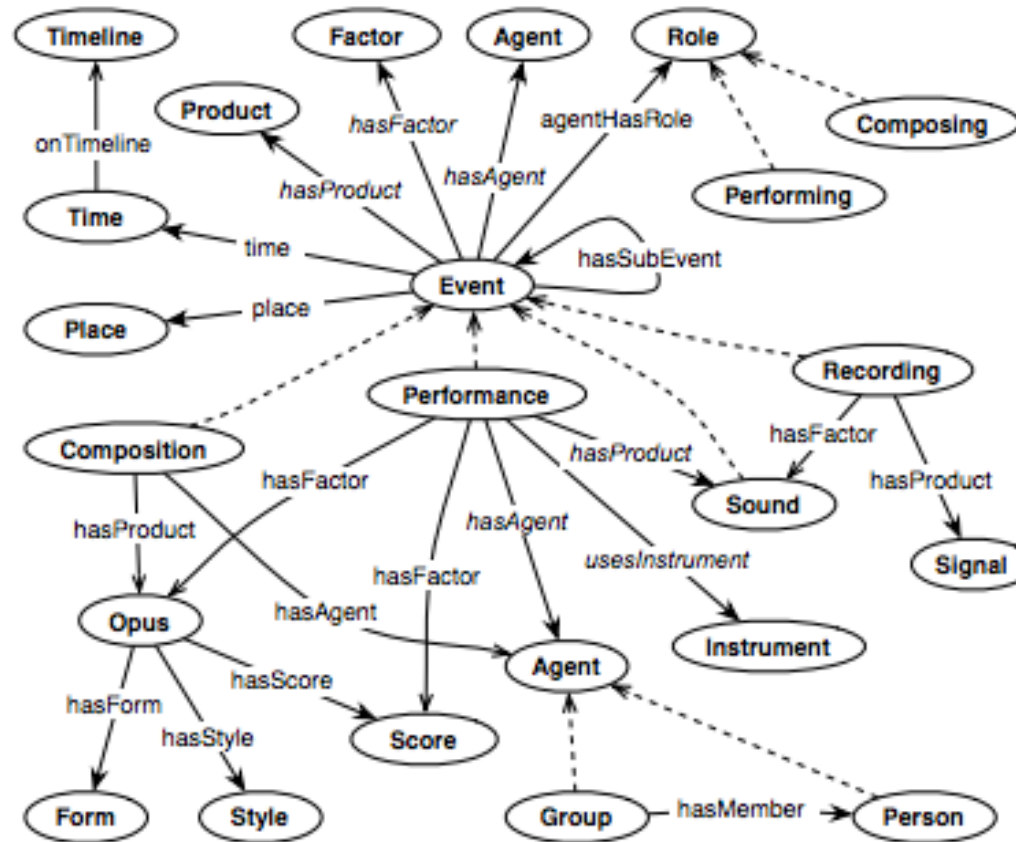 Timeline
Factor
Agent
Role
Product
Composing
onTimeline
hasFactor
agentHasRole
hasProduct
hasAgent
Performing
Time
time
hasSubEvent
Event
place
Place
Recording
Performance
Composition
hasFactor
hasProduct
hasFactor
hasProduct
Sound
hasProduct
hasAgent
usesInstrument
Signal
hasFactor
Opus
hasAgent
Instrument
Agent
hasScore
hasForm
hasStyle
Score
Form
Style
Group
hasMember
Person